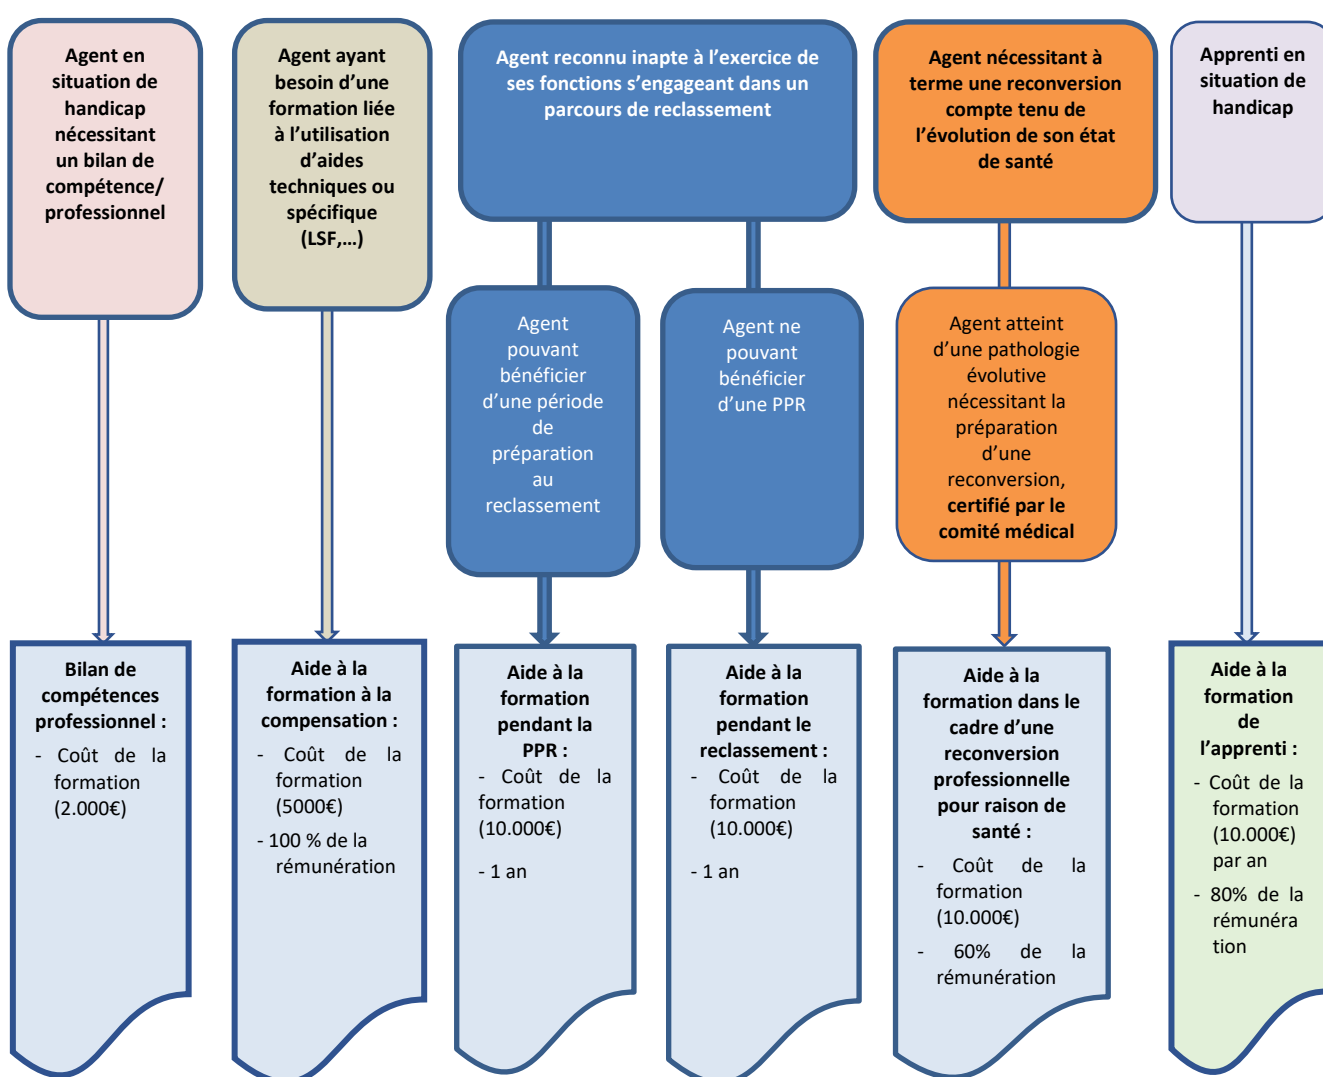 Agent en
situation de
handicap
nécessitant
un bilan de
compétence/
professionnel
Agent ayant
besoin d’une
formation liée
à l’utilisation
d’aides
techniques ou
spécifique
(LSF,…)
Agent reconnu inapte à l’exercice de
ses fonctions s’engageant dans un
parcours de reclassement
Agent nécessitant à
terme une reconversion
compte tenu de
l’évolution de son état
de santé
Apprenti en
situation de
handicap
Agent
pouvant
bénéficier
d’une période
de
préparation
au
reclassement
Agent ne
pouvant
bénéficier
d’une PPR
Agent atteint
d’une pathologie
évolutive
nécessitant la
préparation
d’une
reconversion,
certifié par le
comité médical
Bilan de
compétences
professionnel :
- Coût de la
formation
(2.000€)
Aide à la
formation à la
compensation :
- Coût de la
formation
(5000€)
- 100 % de la
rémunération
Aide à la
formation
pendant la
PPR :
- Coût de la
formation
(10.000€)
- 1 an
Aide à la
formation
pendant le
reclassement :
- Coût de la
formation
(10.000€)
- 1 an
Aide à la
formation dans le
cadre d’une
reconversion
professionnelle
pour raison de
santé :
- Coût de la
formation
(10.000€)
- 60% de la
rémunération
Aide à la
formation
de
l’apprenti :
- Coût de la
formation
(10.000€)
par an
- 80% de la
rémunéra
tion